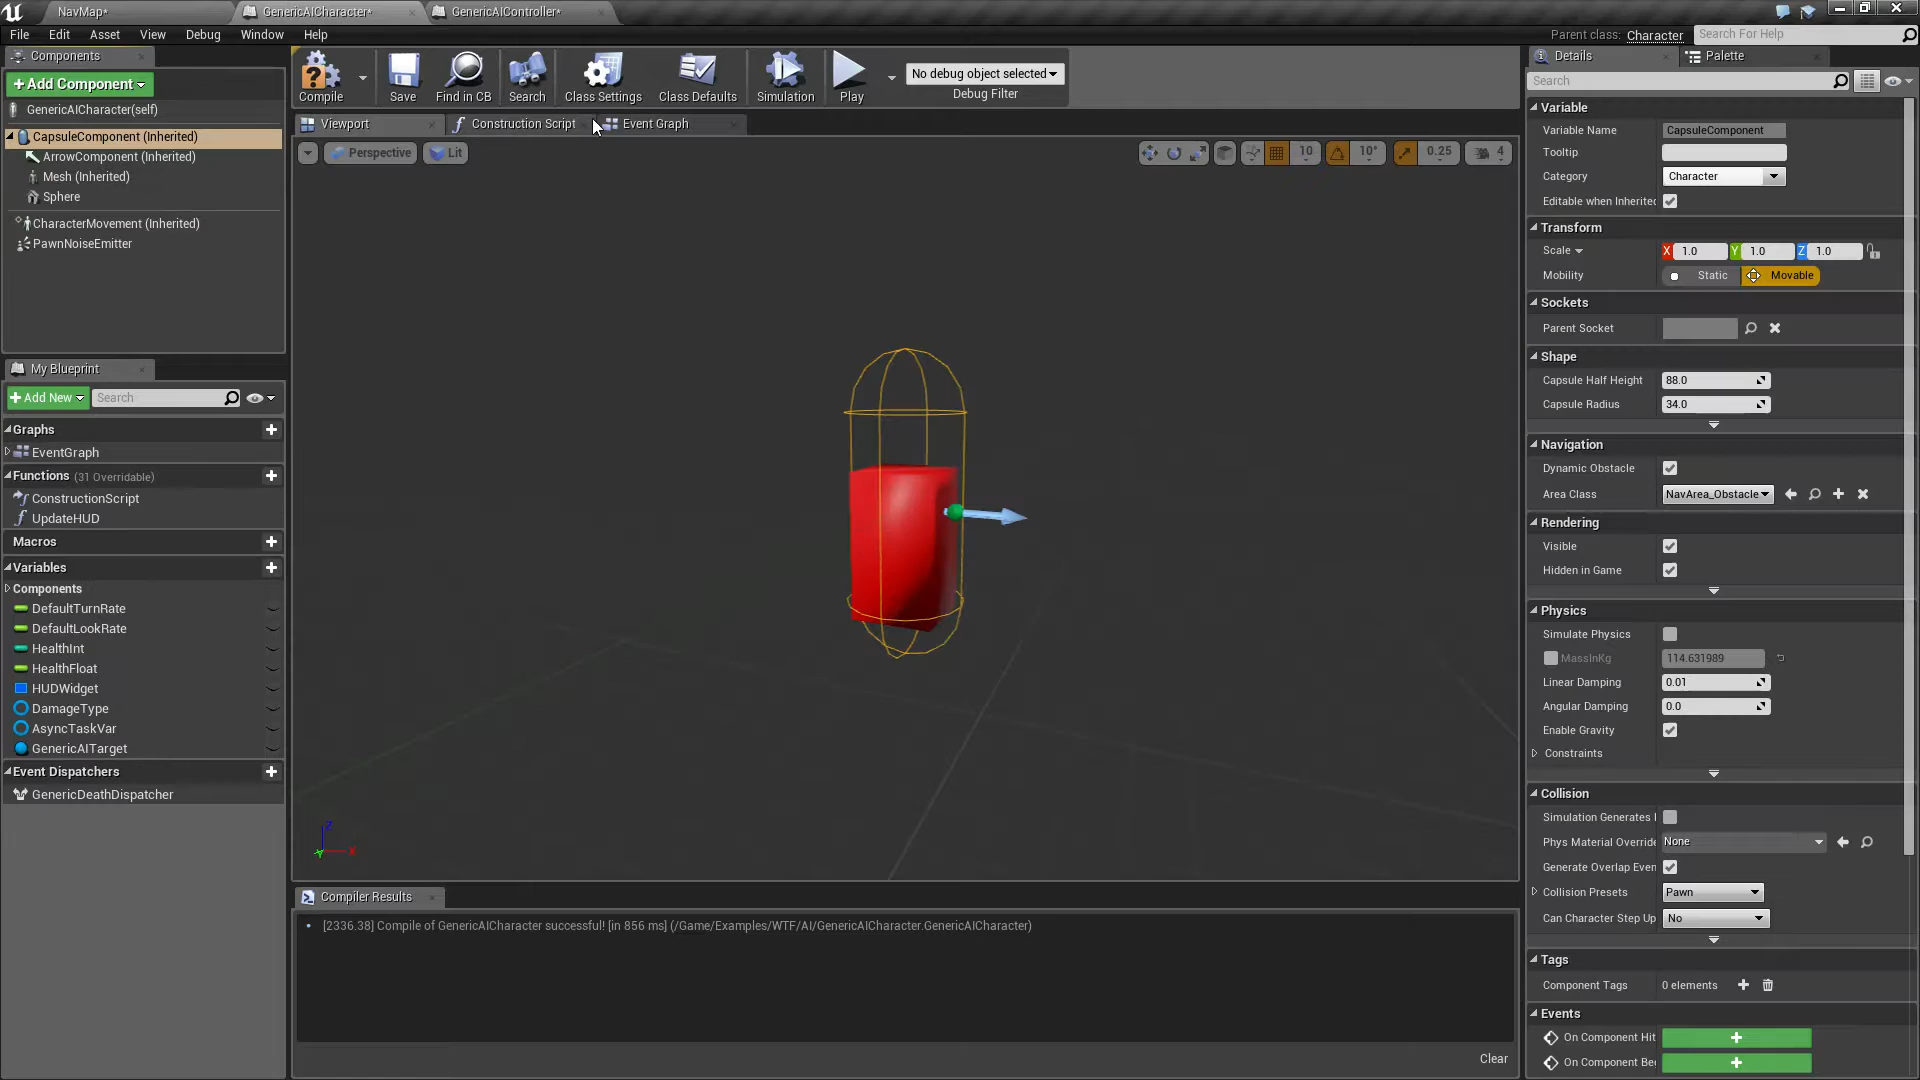 NavMap*
GenericAICharacter*
GenericAIController*
File Edit Asset View Debug Window Help
Parent class: Character
Search For Help
Components
+Add Component
GenericAICharacter(self)
CapsuleComponent (Inherited)
ArrowComponent (Inherited)
Mesh (Inherited)
Sphere
CharacterMovement (Inherited)
PawnNoiseEmitter
My Blueprint
+Add New
Search
Graphs
EventGraph
Functions (31 Overridable)
ConstructionScript
UpdateHUD
Macros
Variables
Components
DefaultTurnRate
DefaultLookRate
HealthInt
HealthFloat
HUDWidget
DamageType
AsyncTaskVar
GenericAITarget
Event Dispatchers
GenericDeathDispatcher
Compile Save Find in CB Search Class Settings Class Defaults Simulation Play
No debug object selected
Debug Filter
Viewport
Construction Script
Event Graph
Perspective
Lit
10
10°
0.25
4
Z
Y
X
Compiler Results
[2336.38] Compile of GenericAICharacter successful! [in 856 ms] (/Game/Examples/WTF/AI/GenericAICharacter.GenericAICharacter)
Clear
Details
Palette
Search
Variable
Variable Name CapsuleComponent
Tooltip
Category Character
Editable when Inherited
Transform
Scale X 1.0 Y 1.0 Z 1.0
Mobility Static Movable
Sockets
Parent Socket
Shape
Capsule Half Height 88.0
Capsule Radius 34.0
Navigation
Dynamic Obstacle
Area Class NavArea_Obstacle
Rendering
Visible
Hidden in Game
Physics
Simulate Physics
MassInKg 114.631989
Linear Damping 0.01
Angular Damping 0.0
Enable Gravity
Constraints
Collision
Simulation Generates
Phys Material Override None
Generate Overlap Even
Collision Presets Pawn
Can Character Step Up No
Tags
Component Tags 0 elements
Events
On Component Hit
On Component Be